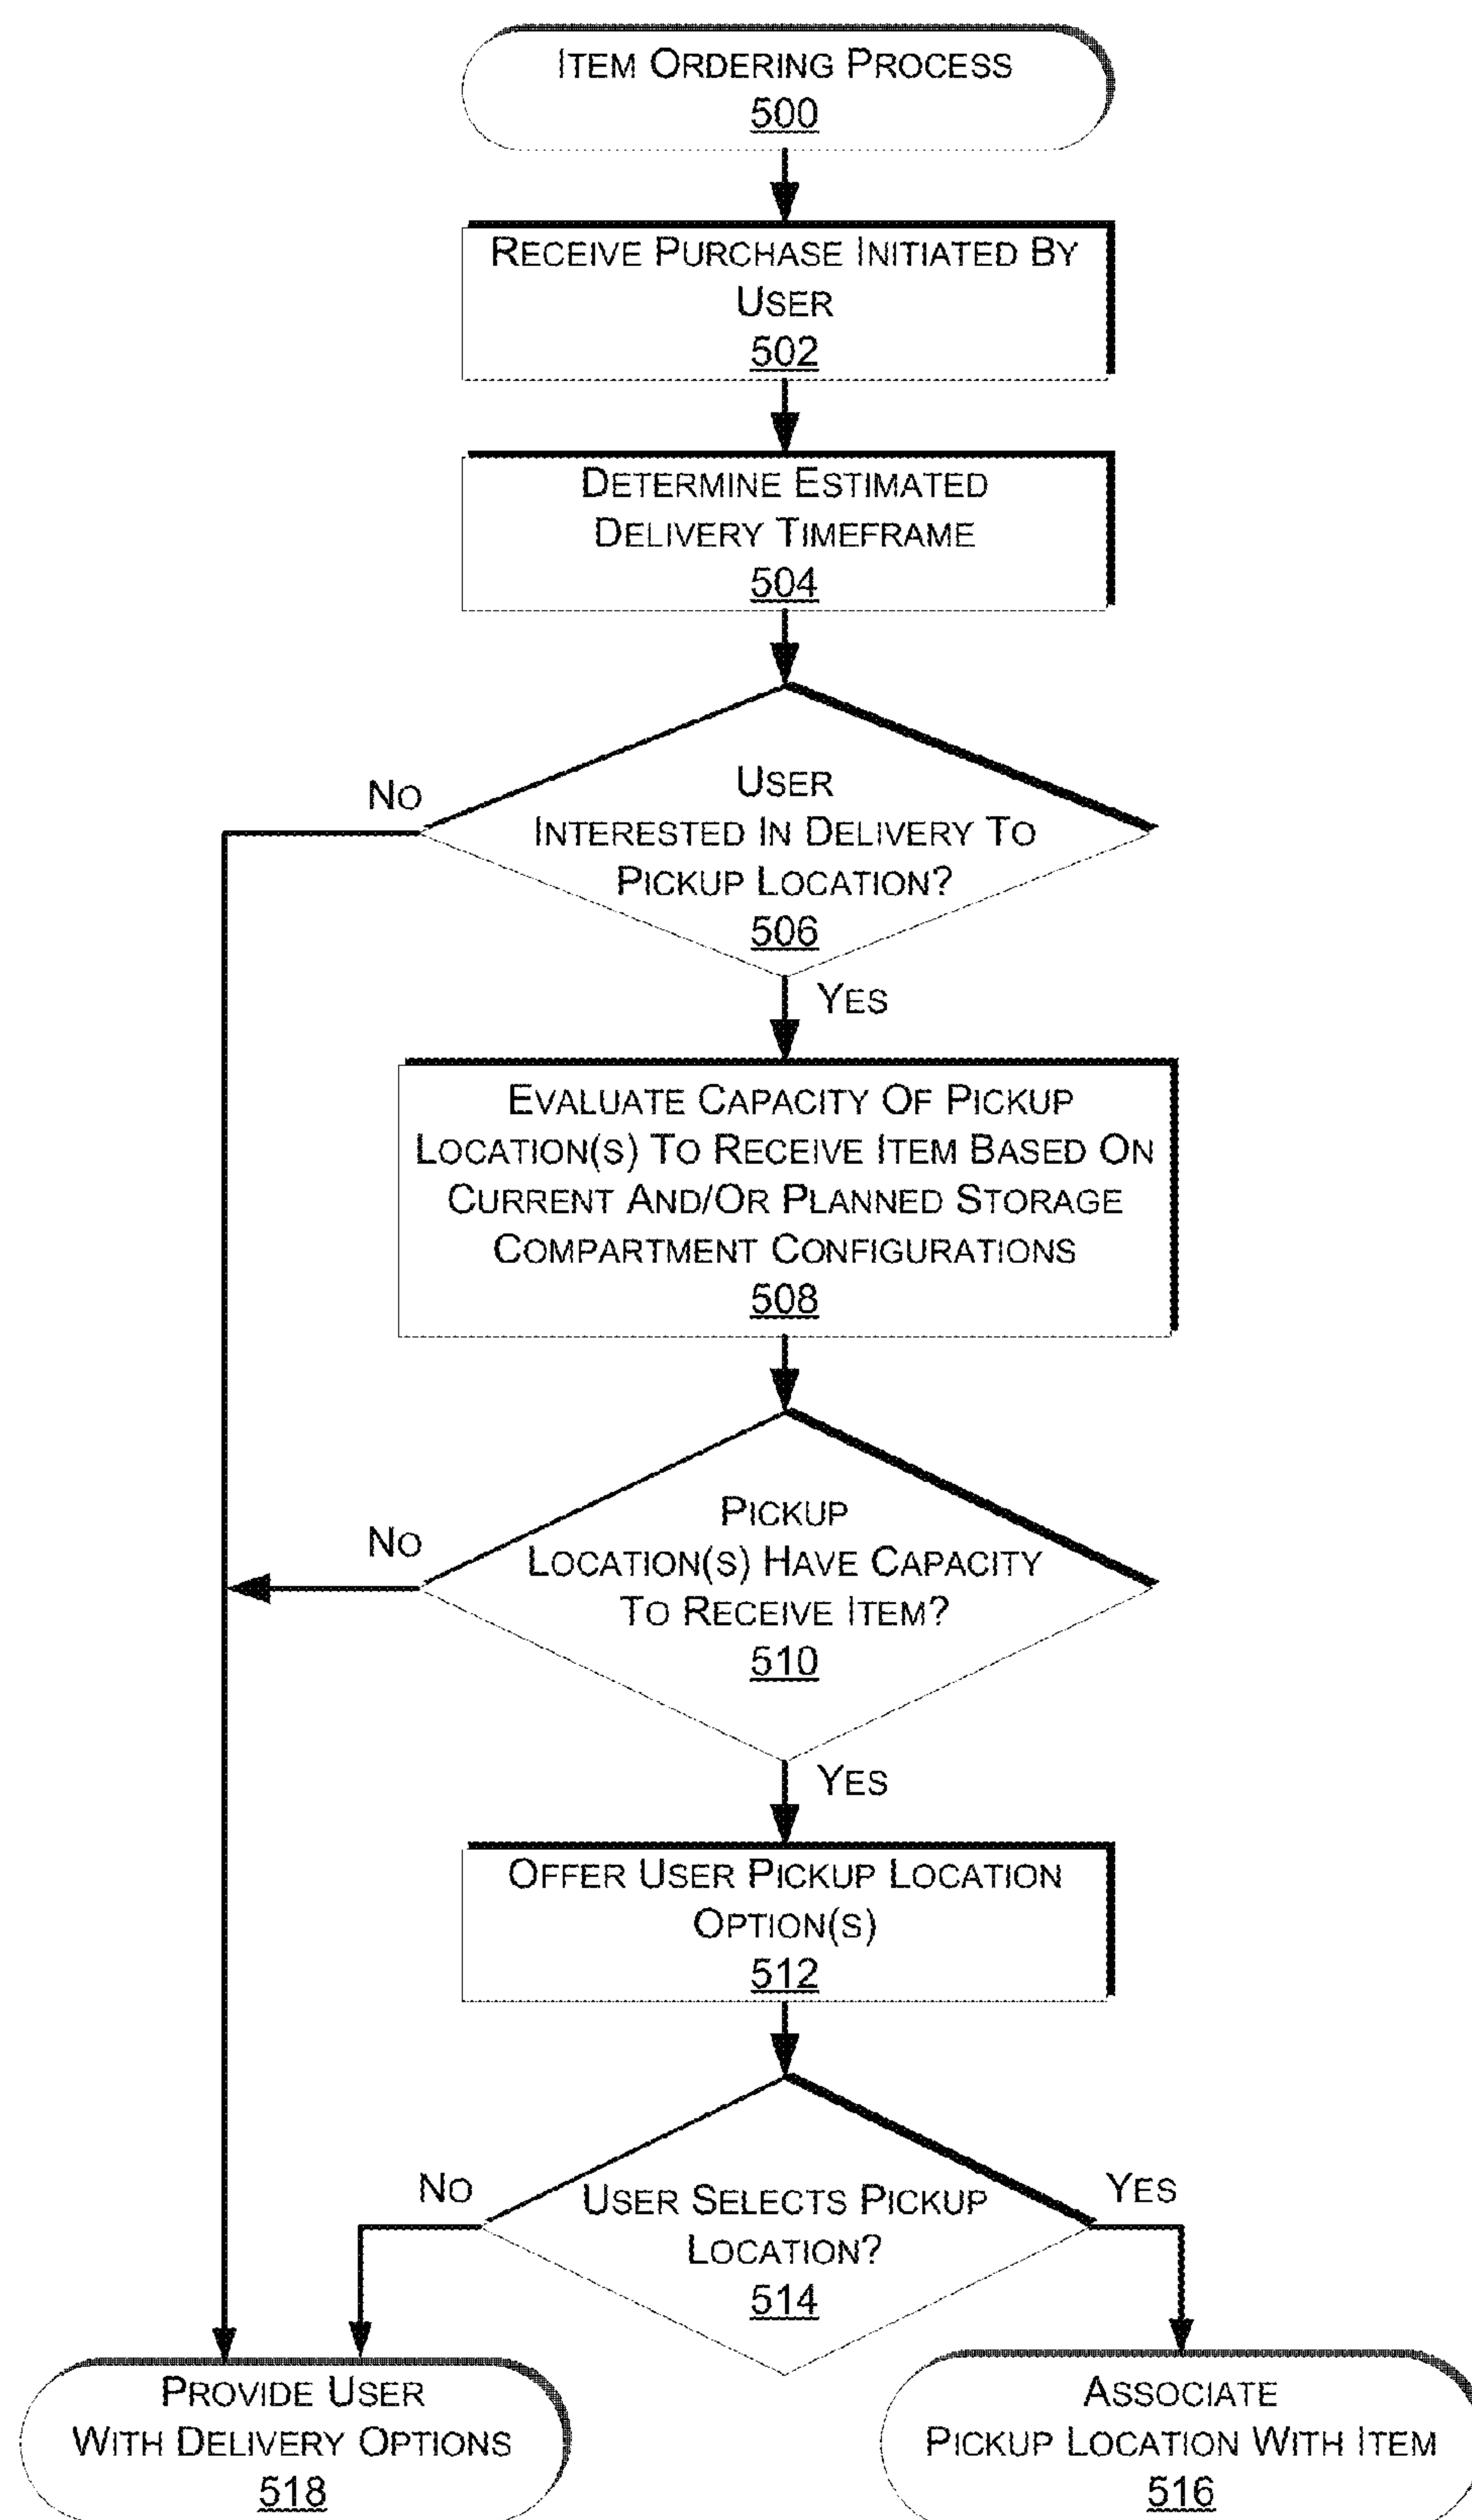 ITEM ORDERING PROCESS
500
RECEIVE PURCHASE INITIATED BY
USER
502
DETERMINE ESTIMATED
DELIVERY TIMEFRAME
504
NO
USER
INTERESTED IN DELIVERY TO
PICKUP LOCATION?
506
YES
EVALUATE CAPACITY OF PICKUP
LOCATION(S) TO RECEIVE ITEM BASED ON
CURRENT AND/OR PLANNED STORAGE
COMPARTMENT CONFIGURATIONS
508
NO
PICKUP
LOCATION(S) HAVE CAPACITY
TO RECEIVE ITEM?
510
YES
OFFER USER PICKUP LOCATION
OPTION(S)
512
NO
USER SELECTS PICKUP
LOCATION?
514
YES
PROVIDE USER
WITH DELIVERY OPTIONS
518
ASSOCIATE
PICKUP LOCATION WITH ITEM
516